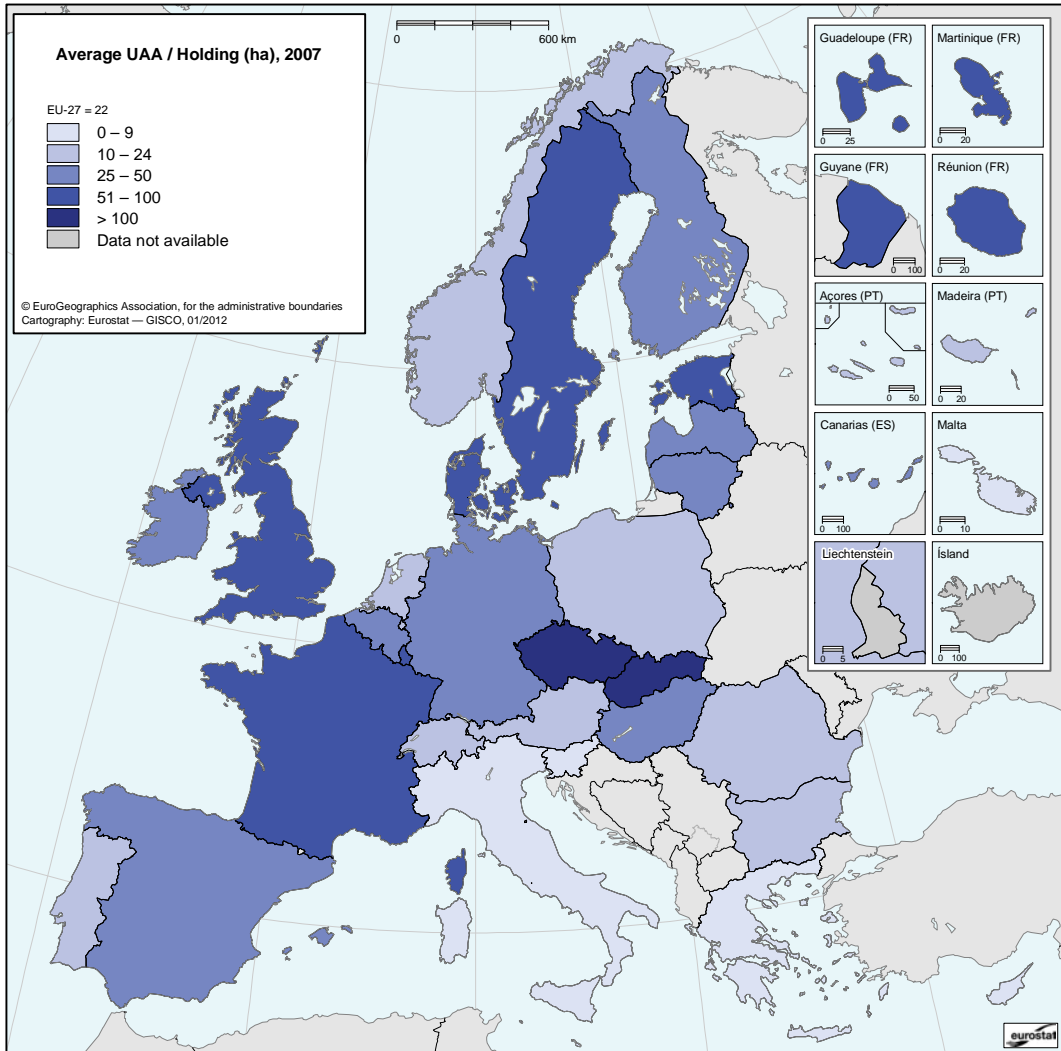 0 600 km
Average UAA / Holding (ha), 2007
EU-27 = 22
0 – 9
10 – 24
25 – 50
51 – 100
> 100
Data not available
© EuroGeographics Association, for the administrative boundaries
Cartography: Eurostat — GISCO, 01/2012
Guadeloupe (FR)
0 25
Martinique (FR)
0 20
Guyane (FR)
0 100
Réunion (FR)
0 20
Açores (PT)
0 50
Madeira (PT)
0 20
Canarias (ES)
0 100
Malta
0 10
Liechtenstein
0 5
Ísland
0 100
eurostat